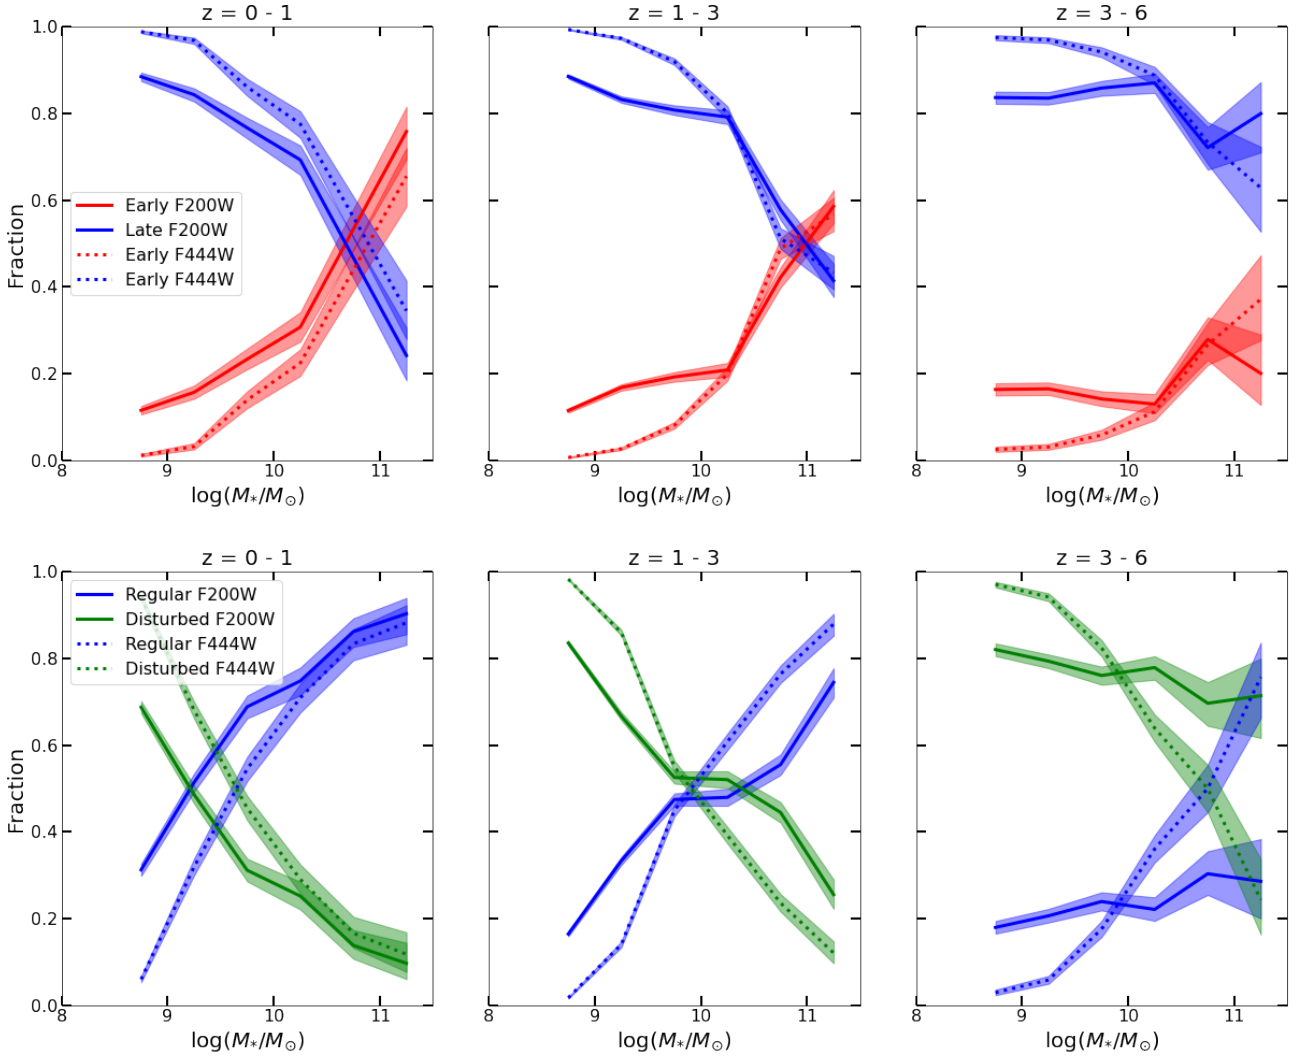 z = 0 - 1
z = 1 - 3
z = 3 - 6
1.0
0.8
0.6
0.4
0.2
0.0
Fraction
Early F200W
Late F200W
Early F444W
Early F444W
8 9 10 11
8 9 10 11
8 9 10 11
log(M*/M⊙)
log(M*/M⊙)
log(M*/M⊙)
z = 0 - 1
z = 1 - 3
z = 3 - 6
1.0
0.8
0.6
0.4
0.2
0.0
Fraction
Regular F200W
Disturbed F200W
Regular F444W
Disturbed F444W
8 9 10 11
8 9 10 11
8 9 10 11
log(M*/M⊙)
log(M*/M⊙)
log(M*/M⊙)